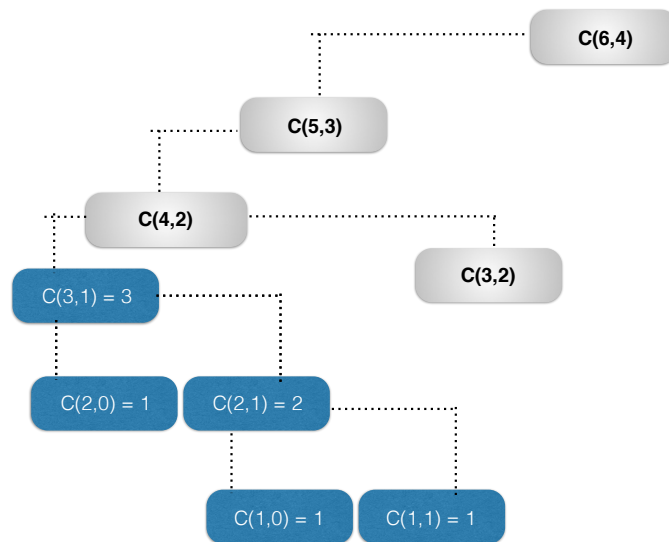 C(6,4)
C(5,3)
C(4,2)
C(3,2)
C(3,1) = 3
C(2,0) = 1
C(2,1) = 2
C(1,0) = 1
C(1,1) = 1